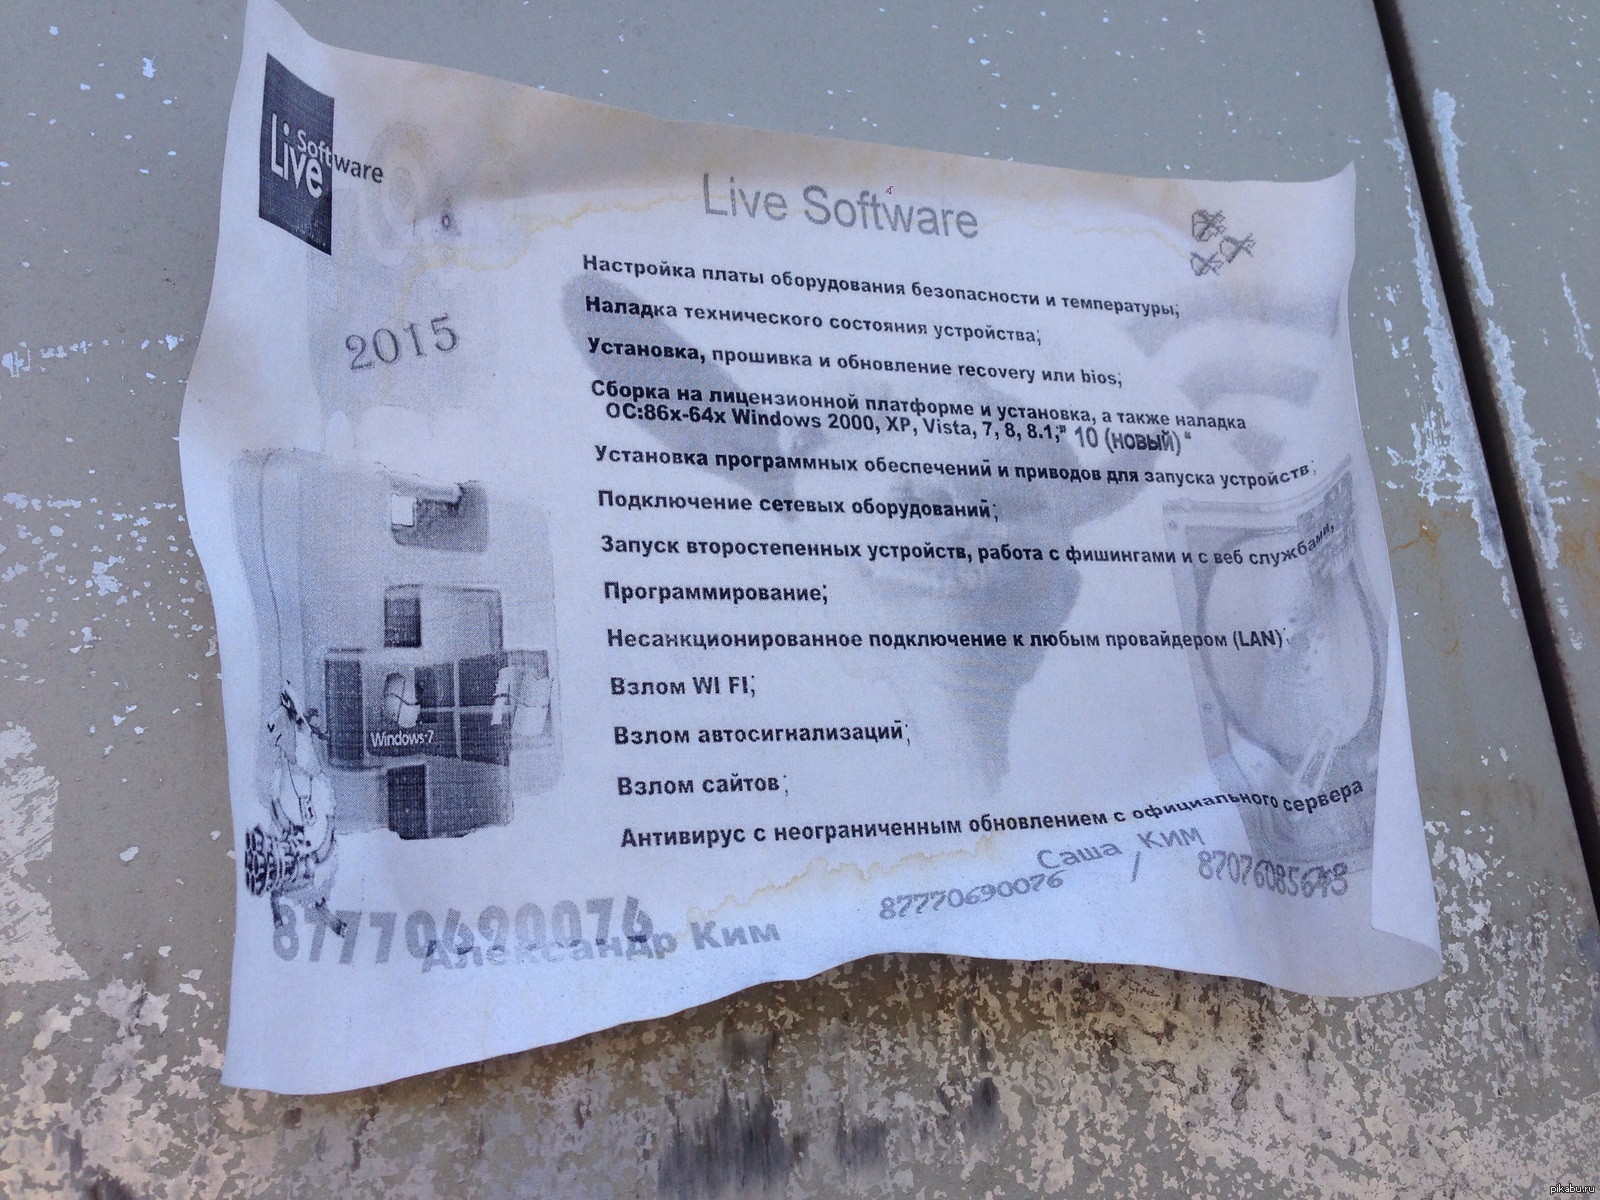 Live Software
Live Software
2015
Настройка платы оборудования безопасности и температуры;
Наладка технического состояния устройства;
Установка, прошивка и обновление recovery или bios;
Сборка на лицензионной платформе и установка, а также наладка
ОС:86x-64x Windows 2000, XP, Vista, 7, 8, 8.1;" 10 (новый) "
Установка программных обеспечений и приводов для запуска устройств;
Подключение сетевых оборудований;
Запуск второстепенных устройств, работа с фишингами и с веб службами,
Программирование;
Несанкционированное подключение к любым провайдером (LAN);
Взлом WI FI;
Взлом автосигнализаций;
Взлом сайтов;
Антивирус с неограниченным обновлением с официального сервера
Windows 7
Саша Ким
87770690076 /
87770690076
Александр Ким
pikabu.ru